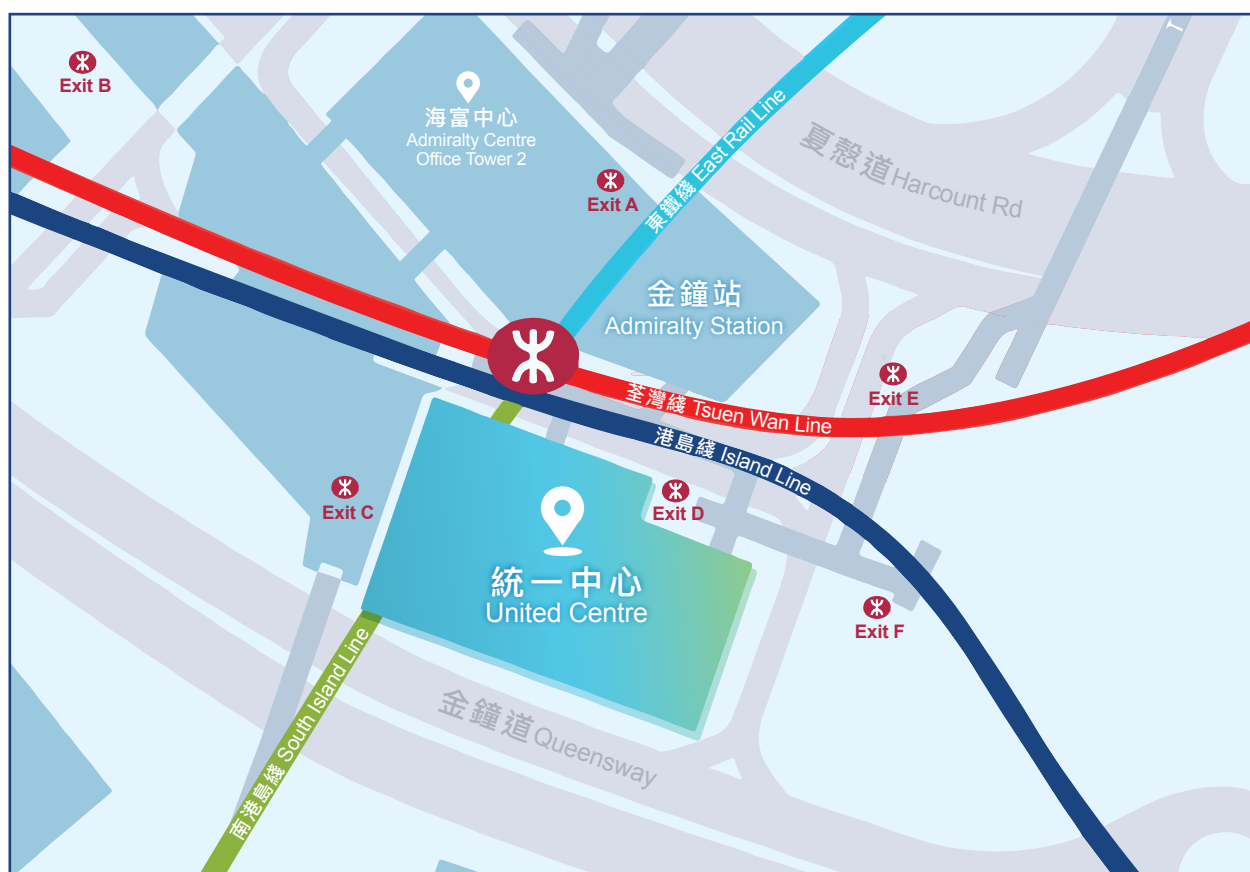 Exit B
海富中心
Admiralty Centre
Office Tower 2
Exit A
東鐵綫 East Rail Line
夏慤道 Harcount Rd
金鐘站
Admiralty Station
Exit E
荃灣綫 Tsuen Wan Line
港島綫 Island Line
Exit C
Exit D
統一中心
United Centre
Exit F
南港島綫 South Island Line
金鐘道 Queensway